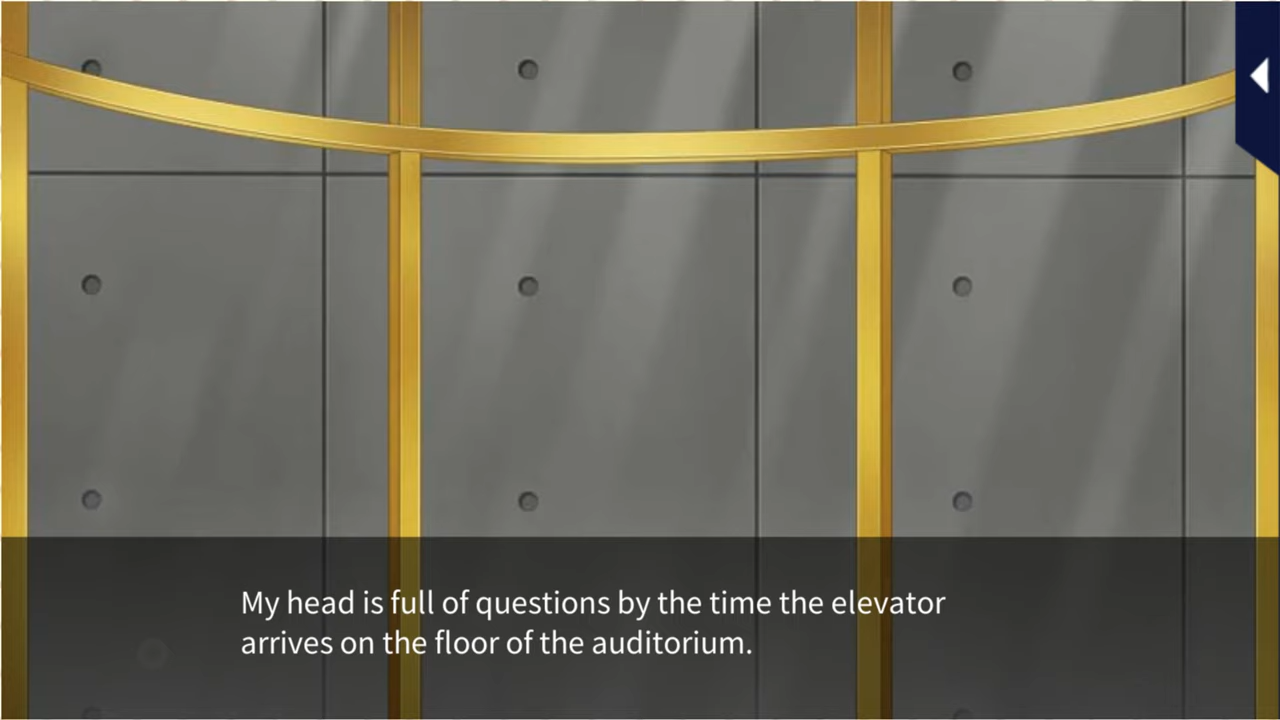 My head is full of questions by the time the elevator
arrives on the floor of the auditorium.